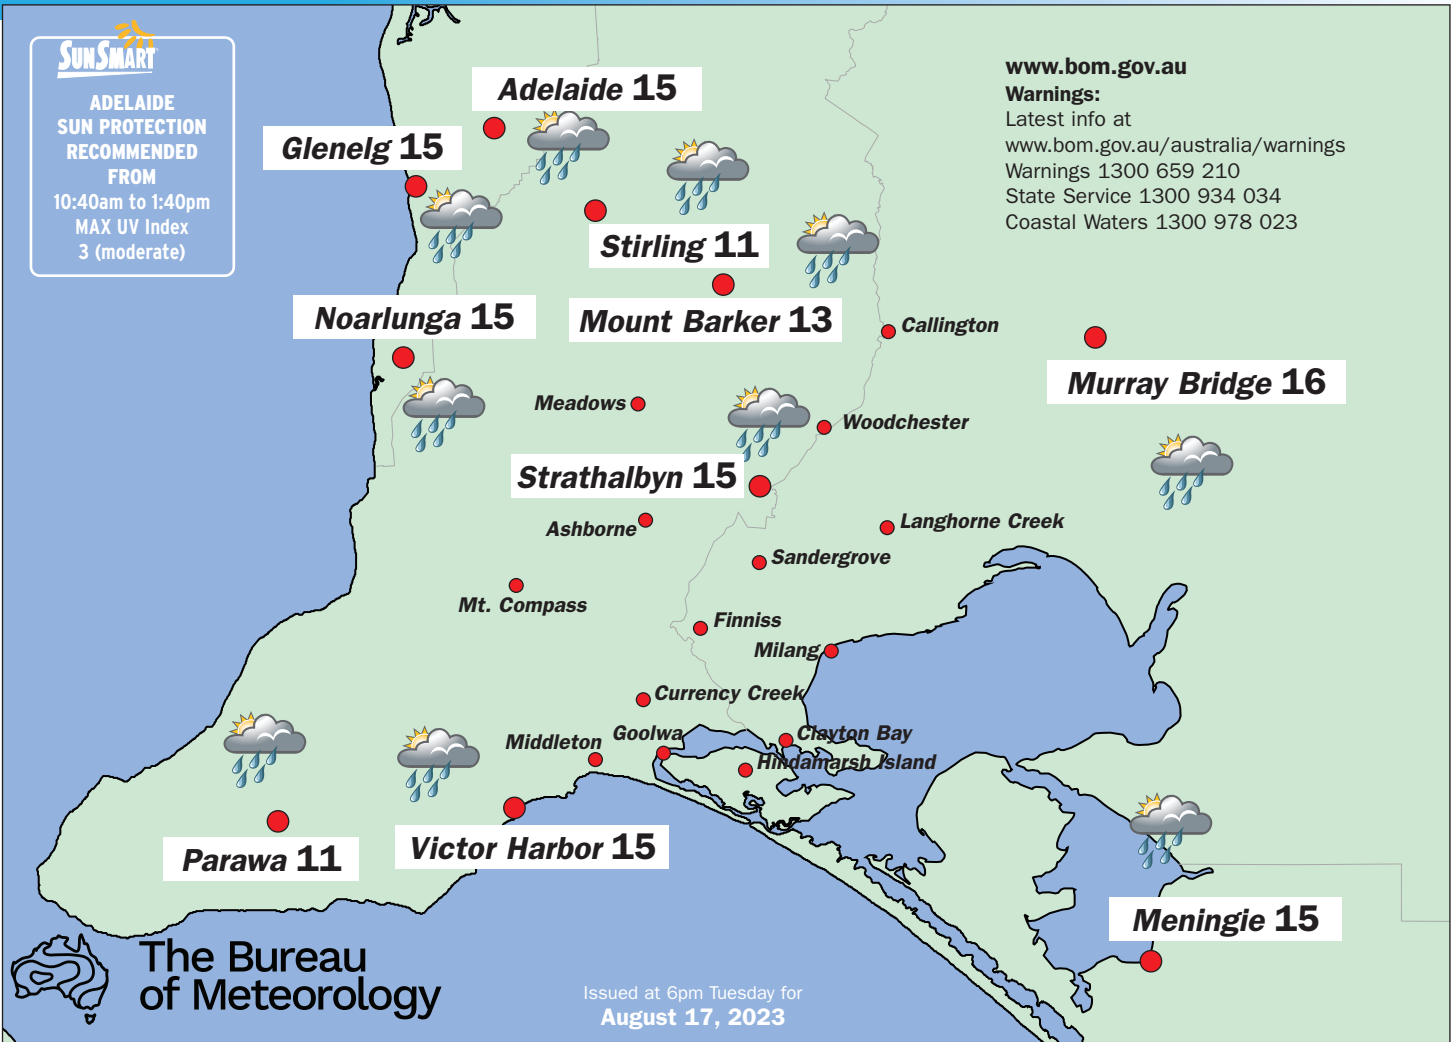 SUNSMART
ADELAIDE
SUN PROTECTION
RECOMMENDED
FROM
10:40am to 1:40pm
MAX UV Index
3 (moderate)
www.bom.gov.au
Warnings:
Latest info at
www.bom.gov.au/australia/warnings
Warnings 1300 659 210
State Service 1300 934 034
Coastal Waters 1300 978 023
Adelaide 15
Glenelg 15
Stirling 11
Noarlunga 15
Mount Barker 13
Callington
Murray Bridge 16
Meadows
Woodchester
Strathalbyn 15
Ashborne
Langhorne Creek
Sandergrove
Mt. Compass
Finniss
Milang
Currency Creek
Middleton
Goolwa
Clayton Bay
Hindamarsh Island
Parawa 11
Victor Harbor 15
Meningie 15
The Bureau
of Meteorology
Issued at 6pm Tuesday for
August 17, 2023